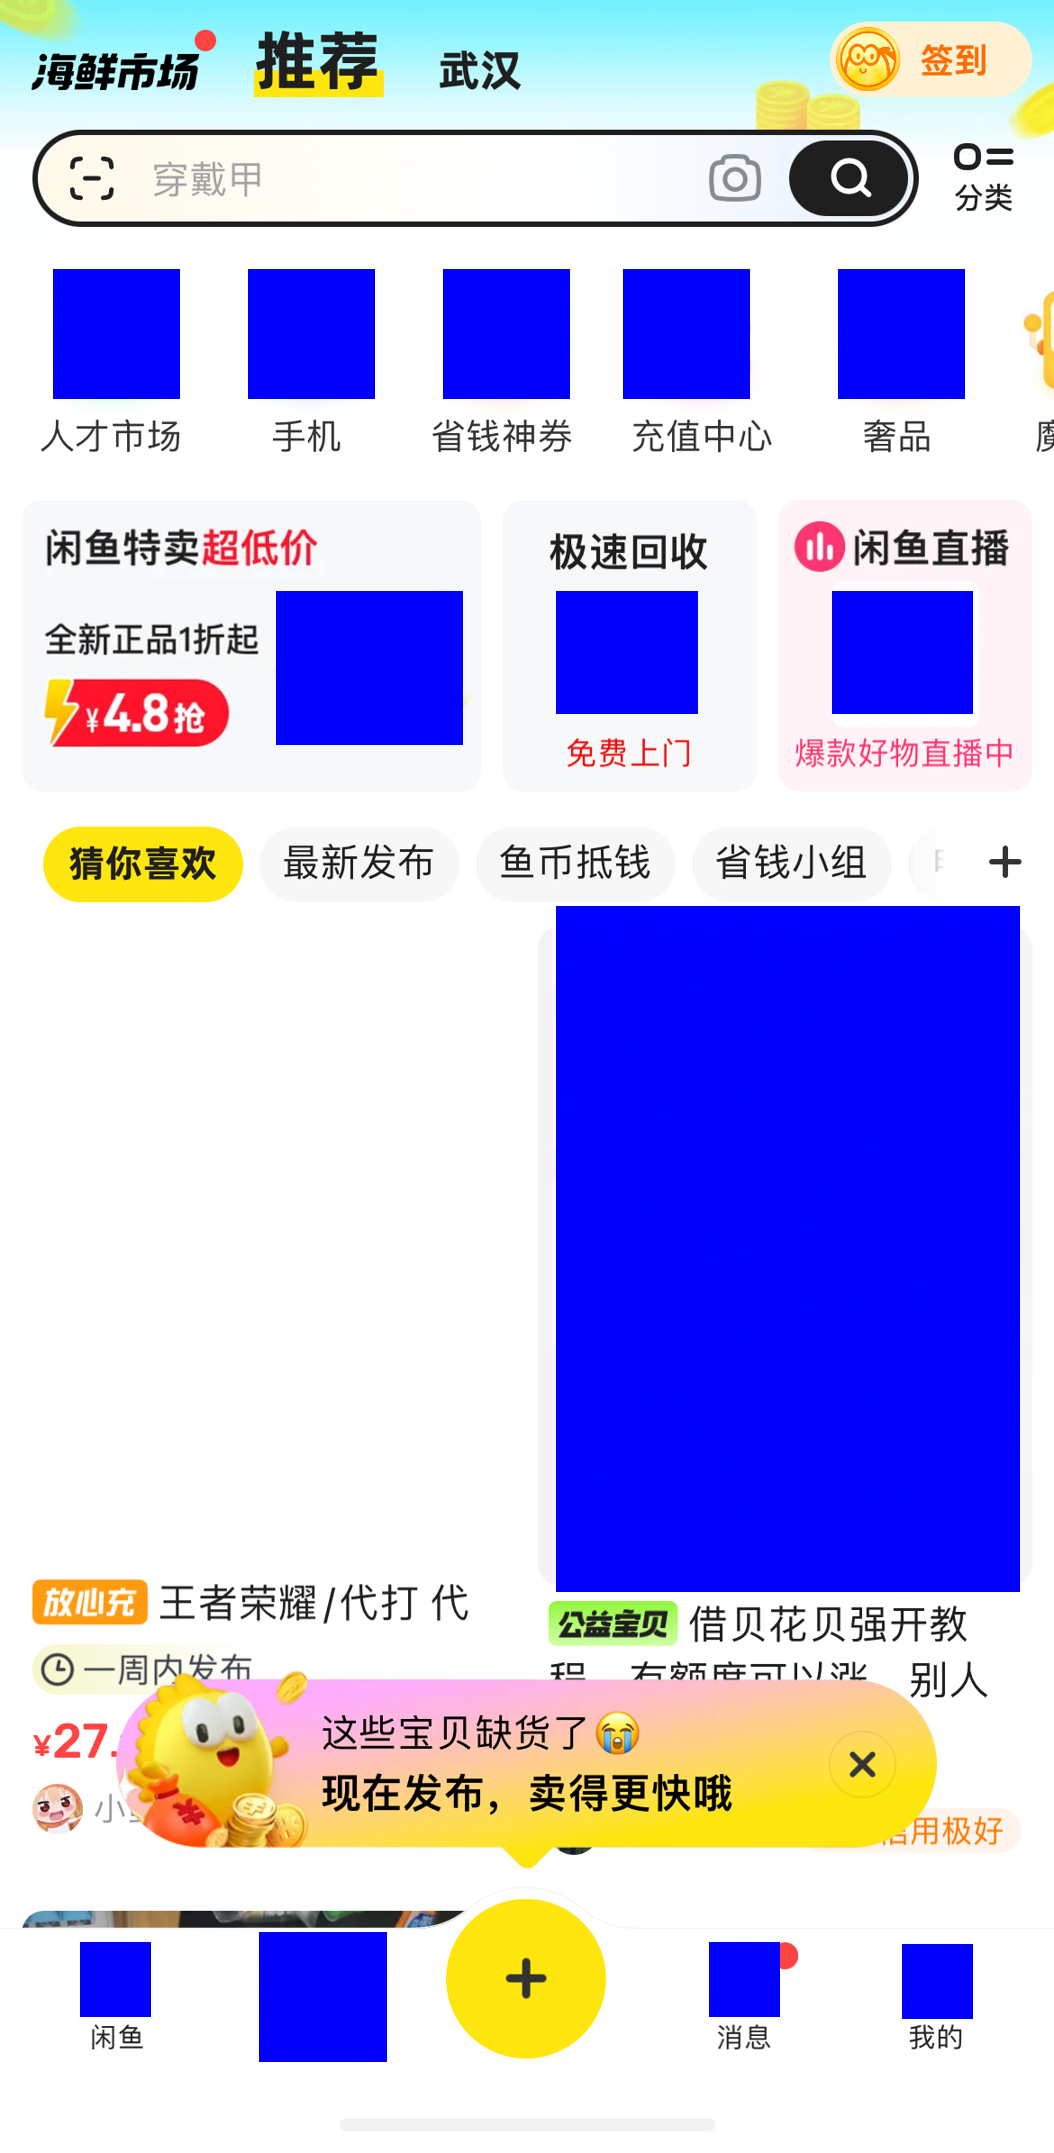 海鲜市场
推荐
武汉
签到
穿戴甲
分类
人才市场
手机
省钱神券
充值中心
奢品
闲鱼特卖超低价
全新正品1折起
¥4.8抢
极速回收
免费上门
闲鱼直播
爆款好物直播中
猜你喜欢
最新发布
鱼币抵钱
省钱小组
放心充 王者荣耀/代打 代
一周内发布
¥27.
小
公益宝贝 借贝花贝强开教
程 有额度可以涨 别人
信用极好
这些宝贝缺货了😭
现在发布，卖得更快哦
闲鱼
消息
我的